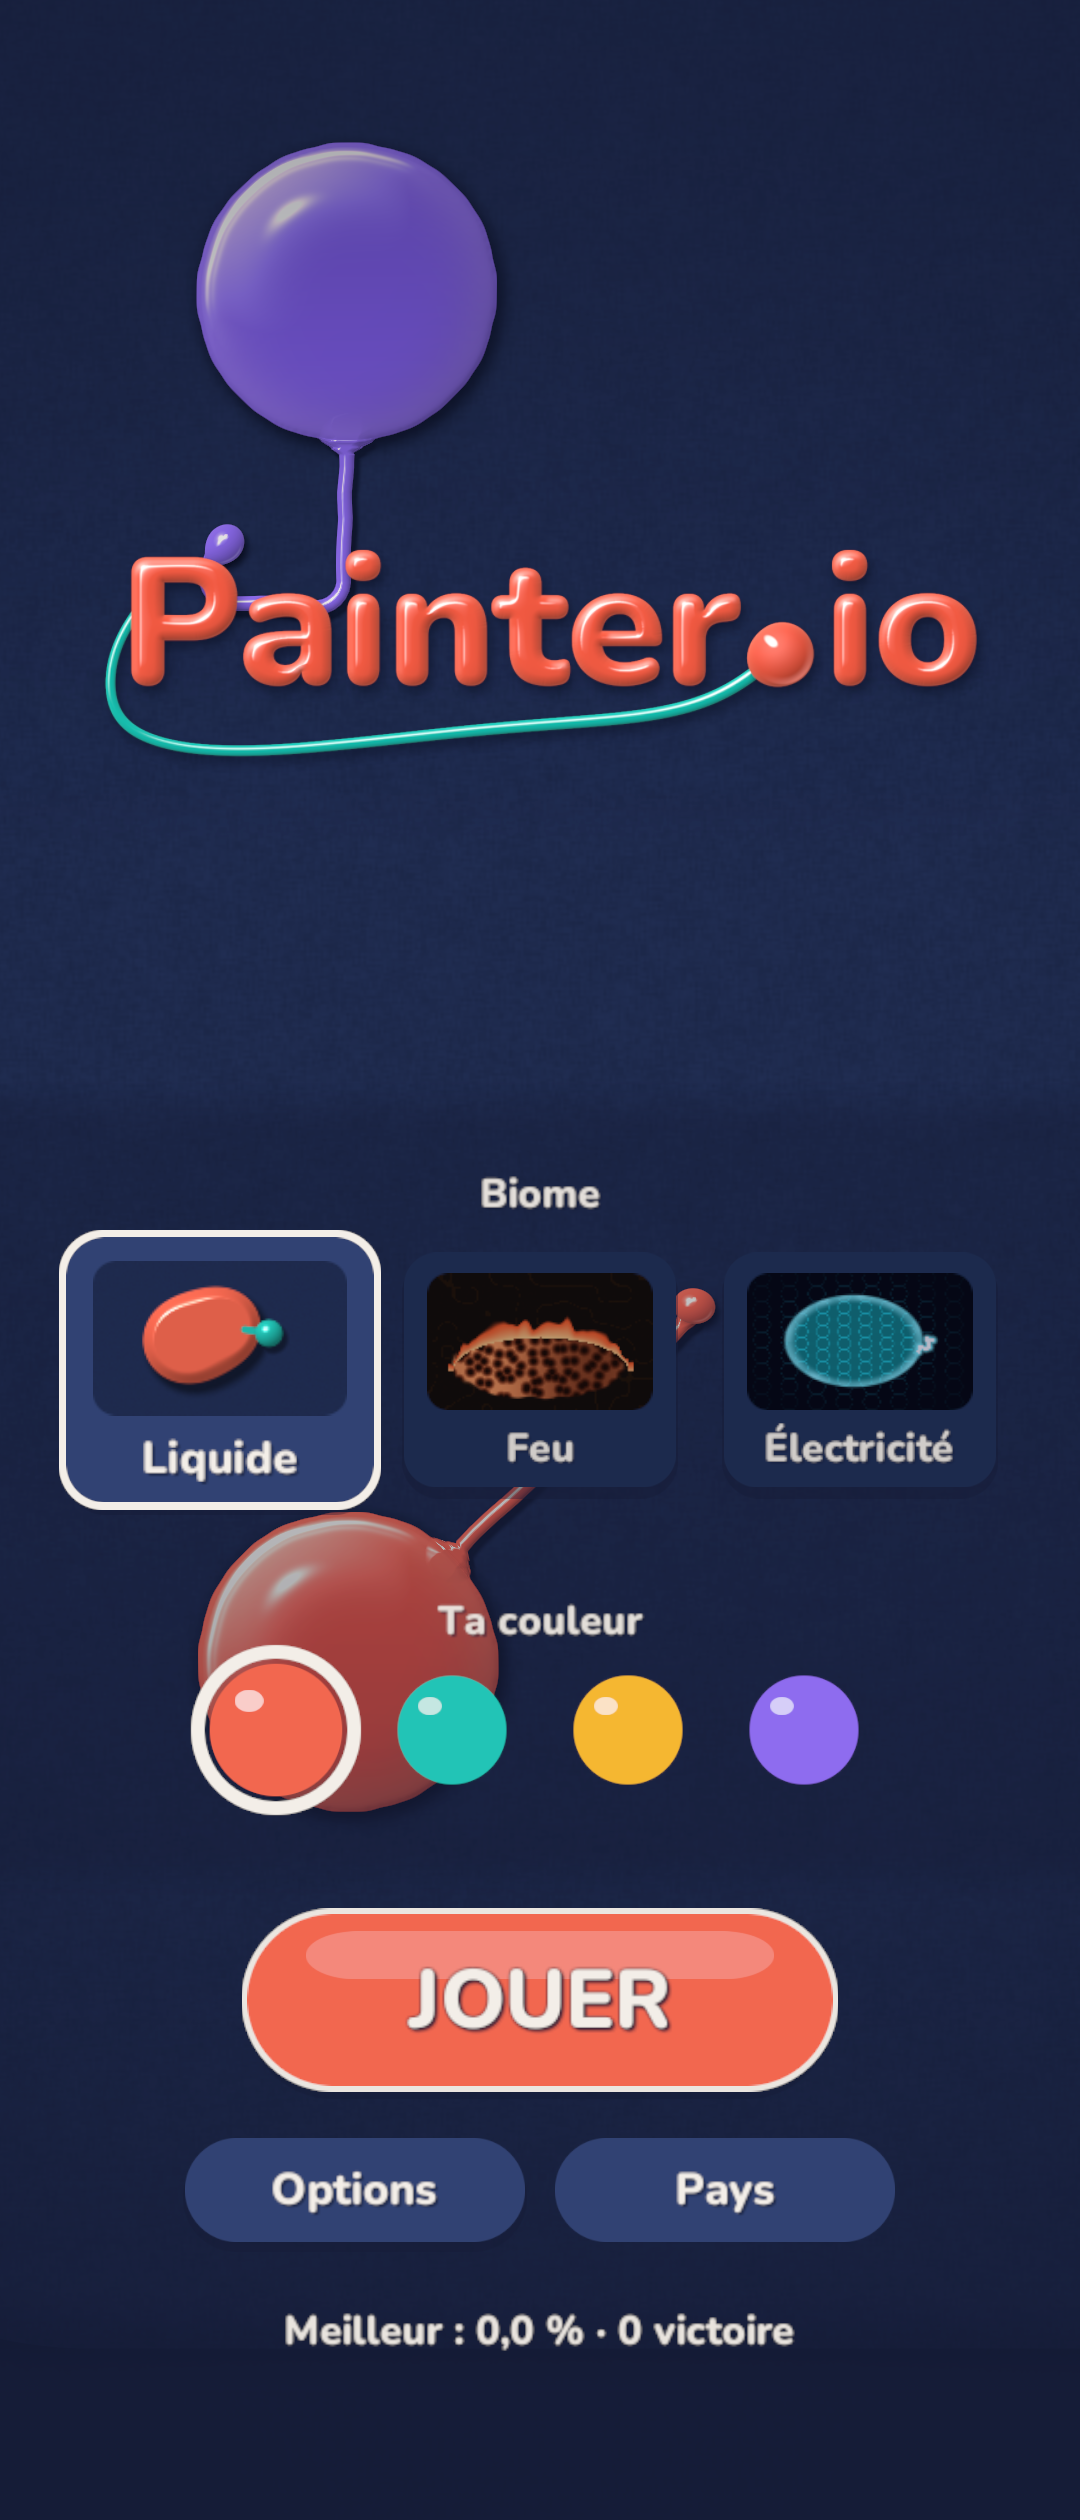 Painter.io
Biome
Liquide
Feu
Électricité
Ta couleur
JOUER
Options
Pays
Meilleur : 0,0 % · 0 victoire